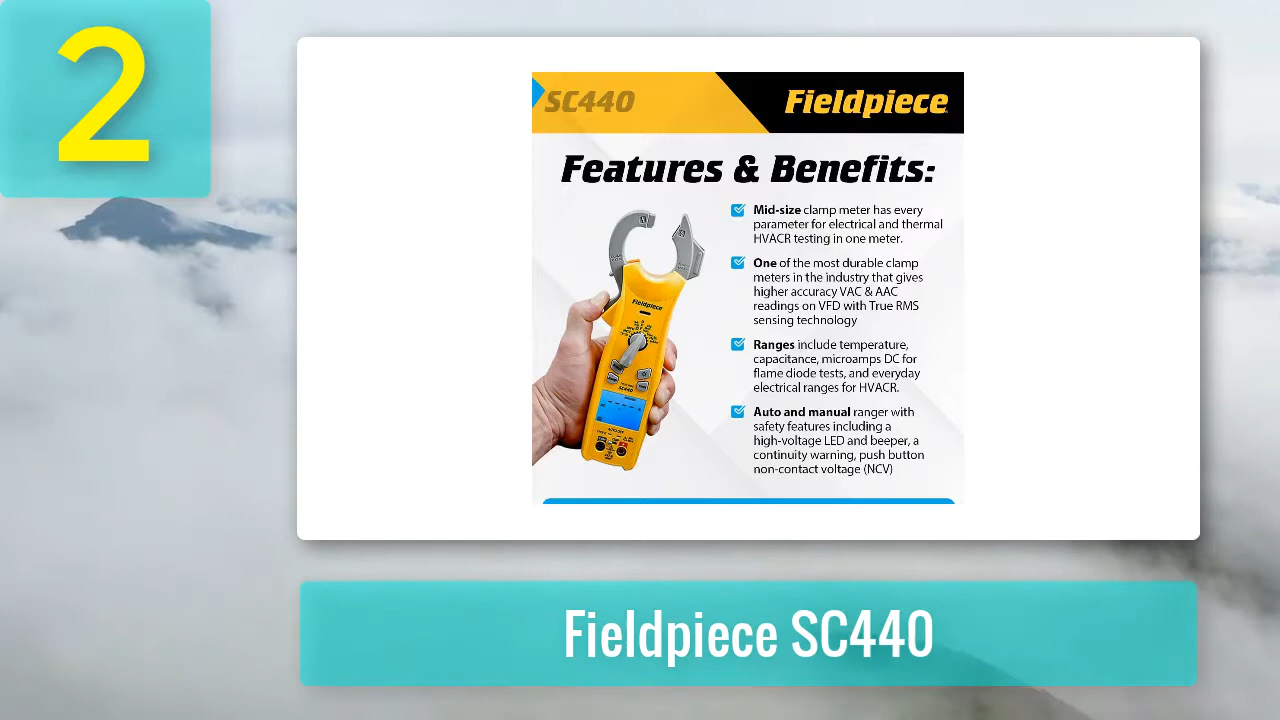 2
SC440
Fieldpiece
Features & Benefits:
Mid-size clamp meter has every
parameter for electrical and thermal
HVACR testing in one meter.
One of the most durable clamp
meters in the industry that gives
higher accuracy VAC & AAC
readings on VFD with True RMS
sensing technology
Ranges include temperature,
capacitance, microamps DC for
flame diode tests, and everyday
electrical ranges for HVACR.
Auto and manual ranger with
safety features including a
high-voltage LED and beeper, a
continuity warning, push button
non-contact voltage (NCV)
Fieldpiece
SC440
Fieldpiece SC440